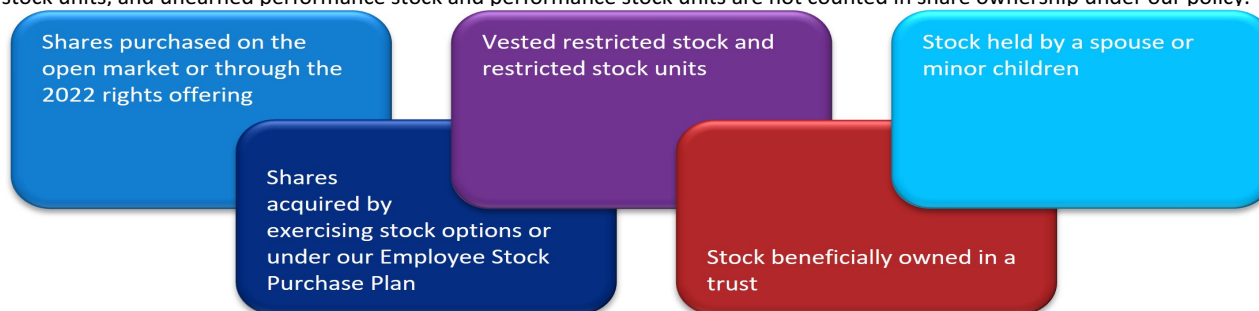 stock units, and unearned performance stock and performance stock units are not counted in share ownership under our policy.
Shares purchased on the
open market or through the
2022 rights offering
Shares
acquired by
exercising stock options or
under our Employee Stock
Purchase Plan
Vested restricted stock and
restricted stock units
Stock beneficially owned in a
trust
Stock held by a spouse or
minor children